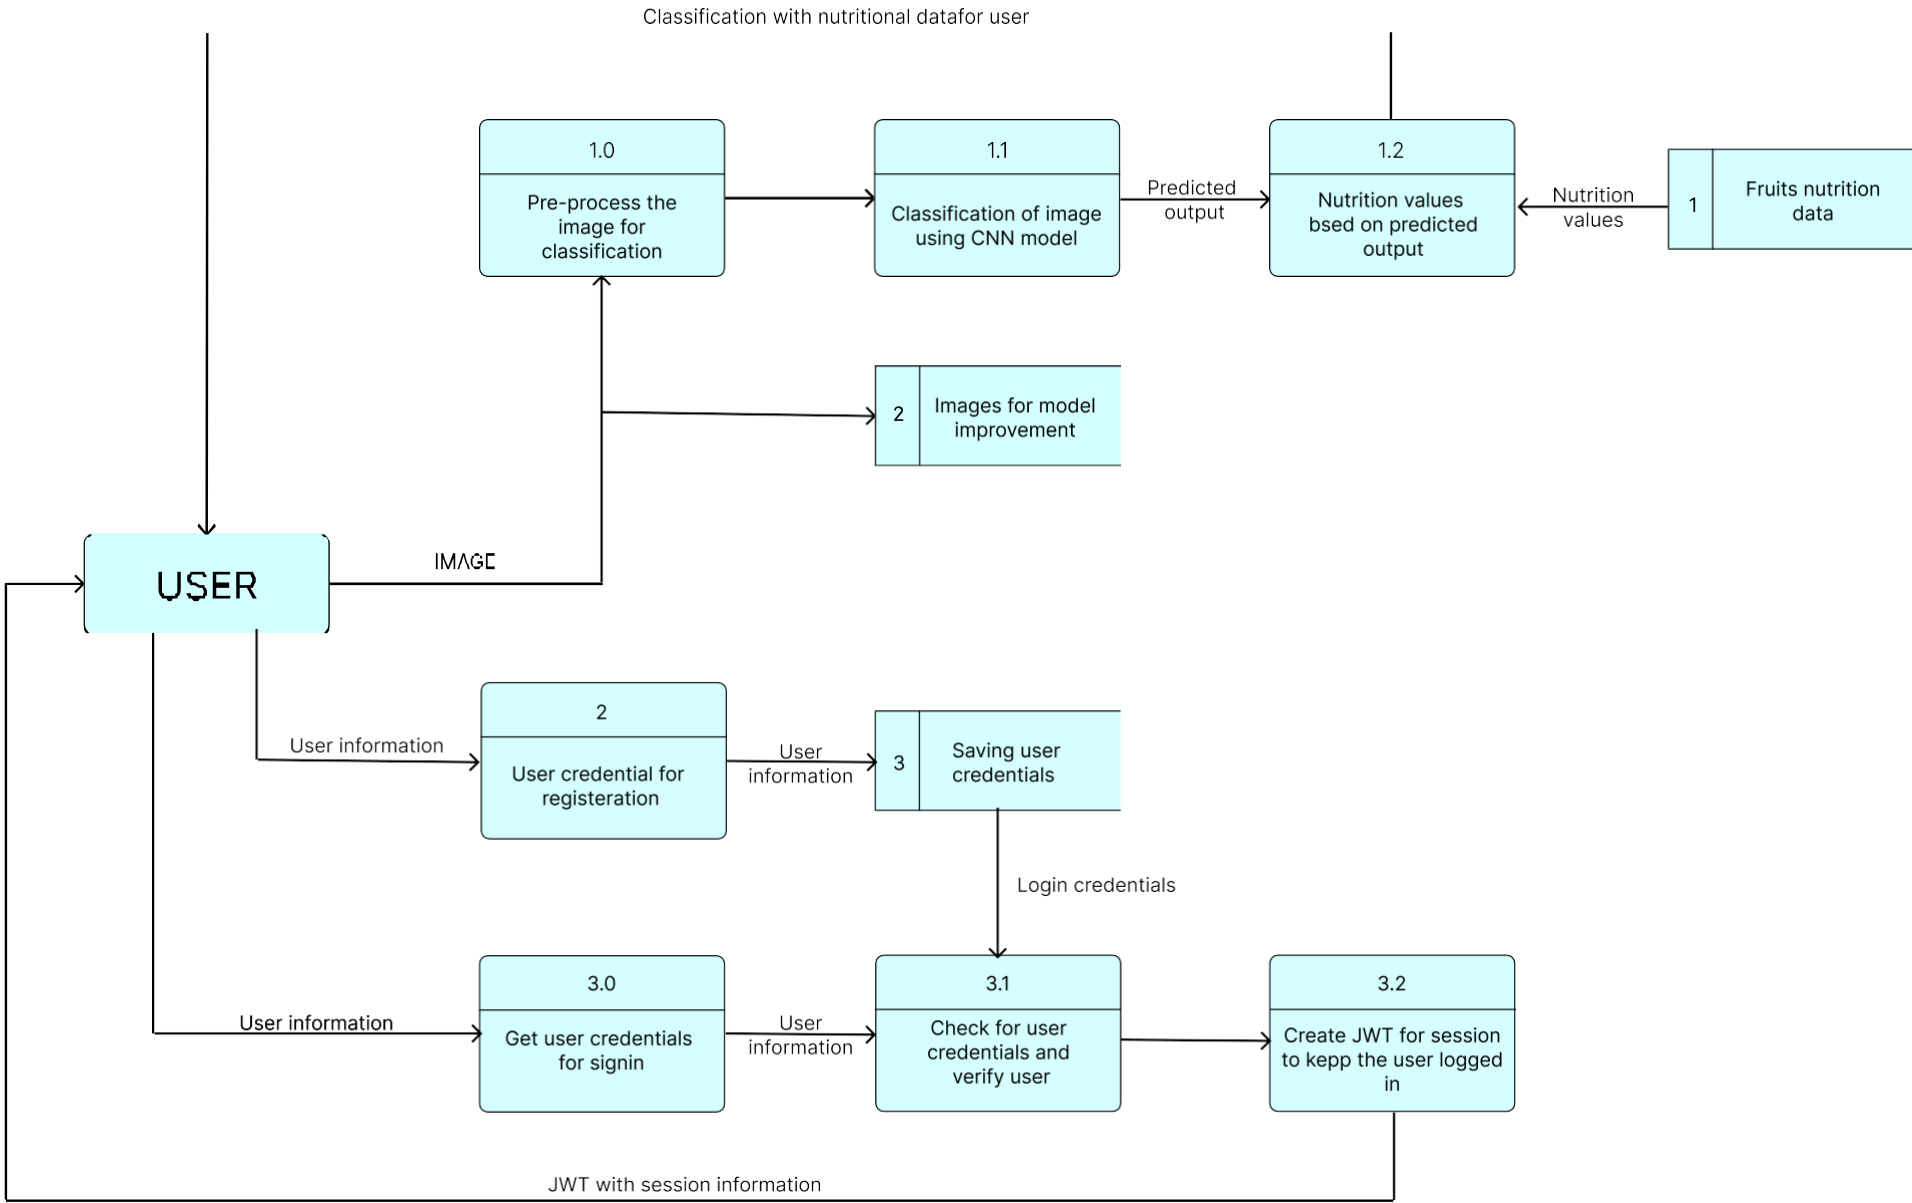 Classification with nutritional datafor user
1.0
Pre-process the
image for
classification
1.1
Classification of image
using CNN model
Predicted
output
1.2
Nutrition values
bsed on predicted
output
Nutrition
values
1
Fruits nutrition
data
2
Images for model
improvement
USER
IMAGE
User information
2
User credential for
registeration
User
information
3
Saving user
credentials
Login credentials
User information
3.0
Get user credentials
for signin
User
information
3.1
Check for user
credentials and
verify user
3.2
Create JWT for session
to kepp the user logged
in
JWT with session information